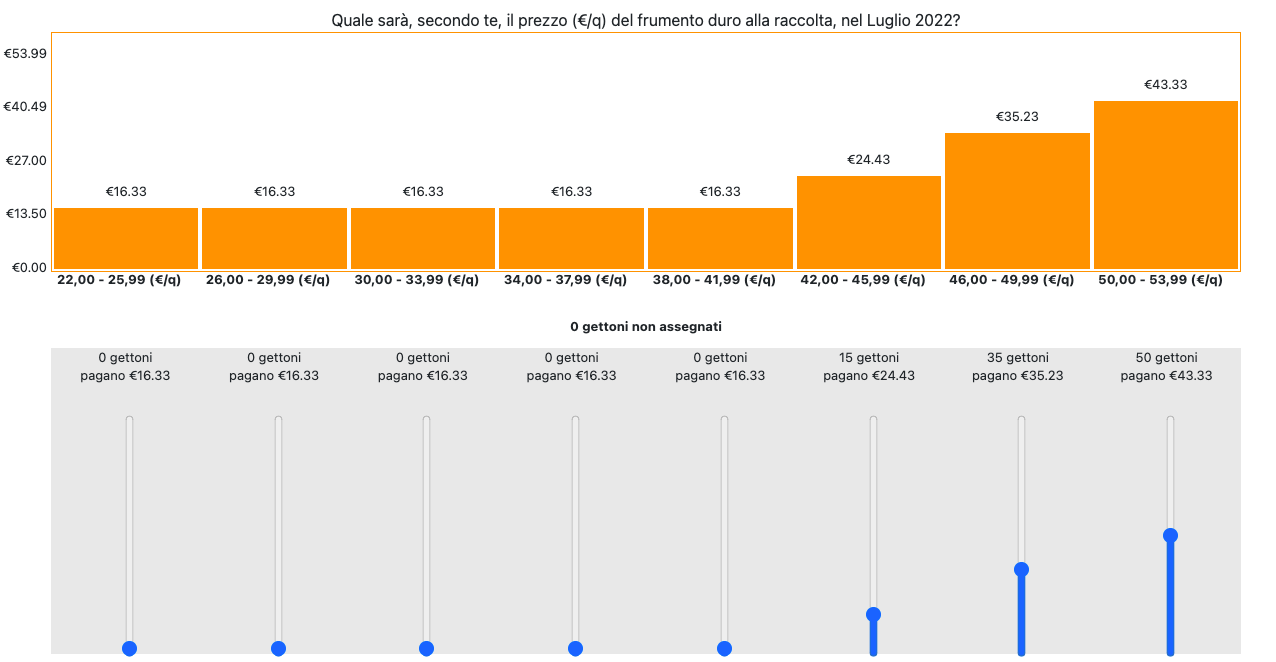 Quale sarà, secondo te, il prezzo (€/q) del frumento duro alla raccolta, nel Luglio 2022?
€53.99
€40.49
€27.00
€13.50
€0.00
€16.33
€16.33
€16.33
€16.33
€16.33
€24.43
€35.23
€43.33
22,00 - 25,99 (€/q)
26,00 - 29,99 (€/q)
30,00 - 33,99 (€/q)
34,00 - 37,99 (€/q)
38,00 - 41,99 (€/q)
42,00 - 45,99 (€/q)
46,00 - 49,99 (€/q)
50,00 - 53,99 (€/q)
0 gettoni non assegnati
0 gettoni
pagano €16.33
0 gettoni
pagano €16.33
0 gettoni
pagano €16.33
0 gettoni
pagano €16.33
0 gettoni
pagano €16.33
15 gettoni
pagano €24.43
35 gettoni
pagano €35.23
50 gettoni
pagano €43.33